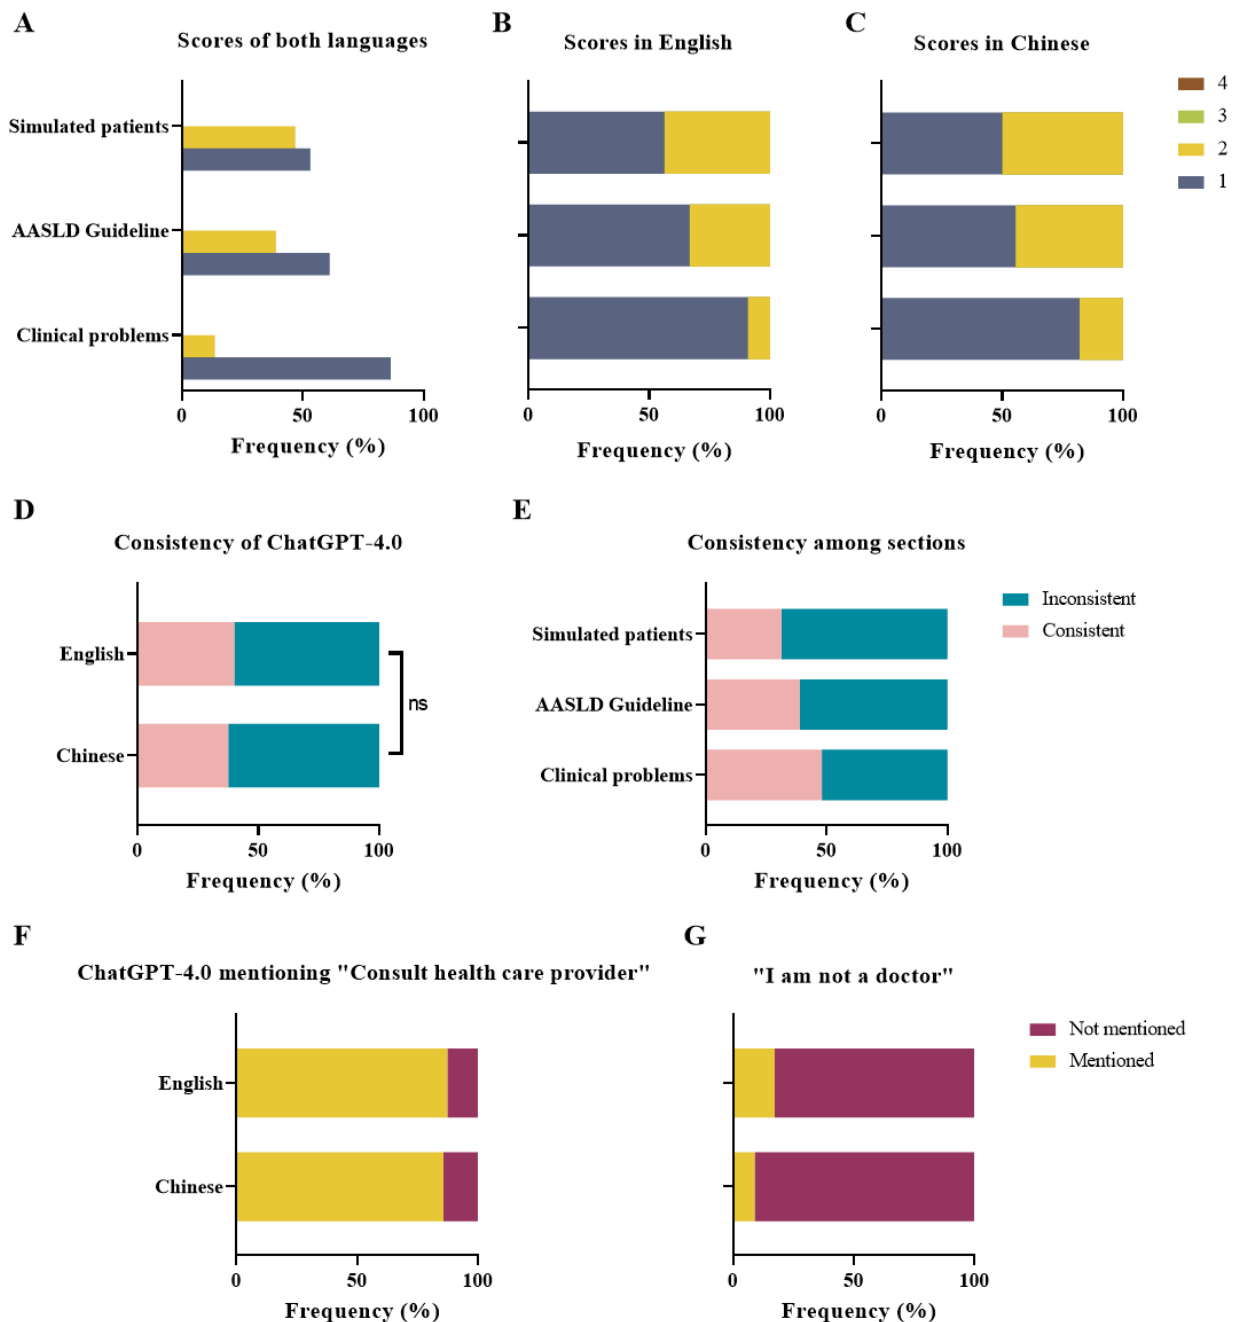 A
Scores of both languages
Simulated patients
AASLD Guideline
Clinical problems
0 50 100
Frequency (%)
B
Scores in English
0 50 100
Frequency (%)
C
Scores in Chinese
0 50 100
Frequency (%)
4
3
2
1
D
Consistency of ChatGPT-4.0
English
Chinese
ns
0 50 100
Frequency (%)
E
Consistency among sections
Simulated patients
AASLD Guideline
Clinical problems
0 50 100
Frequency (%)
Inconsistent
Consistent
F
ChatGPT-4.0 mentioning "Consult health care provider"
English
Chinese
0 50 100
Frequency (%)
G
"I am not a doctor"
0 50 100
Frequency (%)
Not mentioned
Mentioned